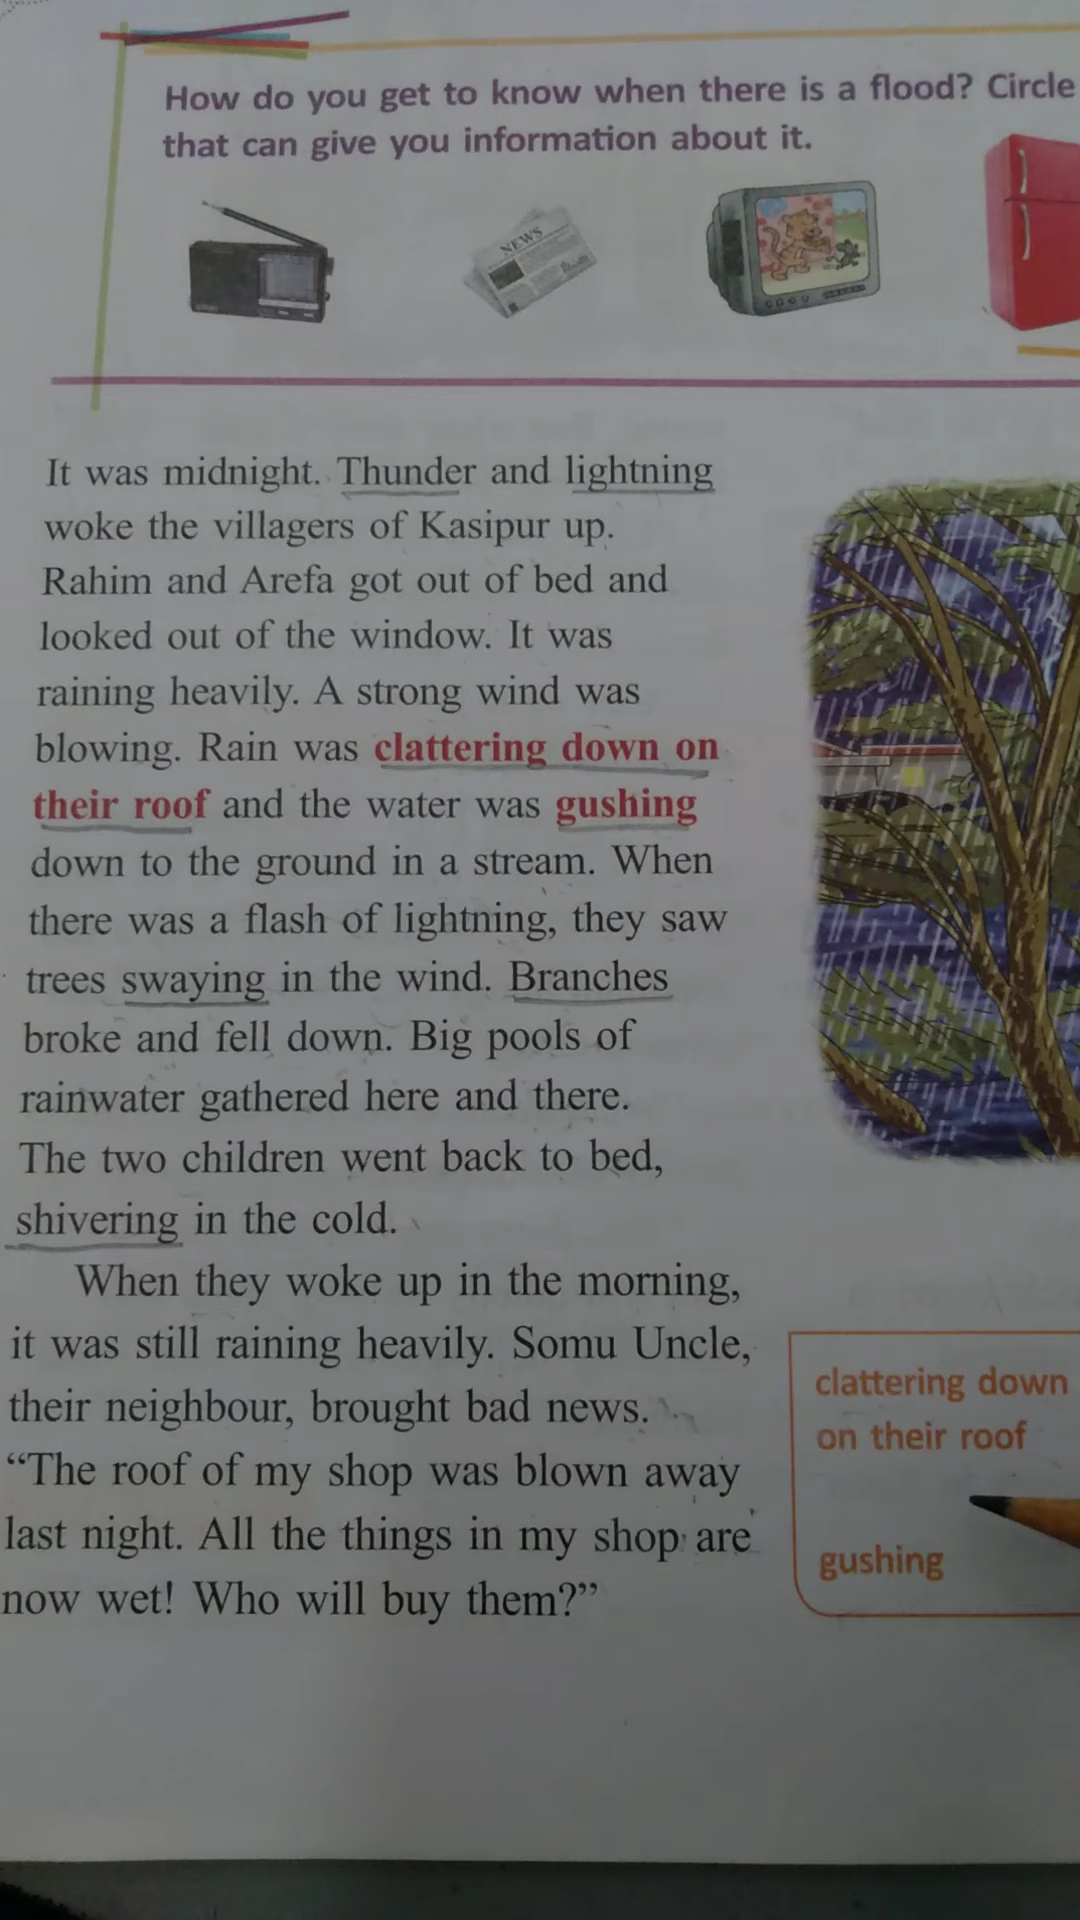 How do you get to know when there is a flood? Circle
that can give you information about it.
NEWS
It was midnight. Thunder and lightning
woke the villagers of Kasipur up.
Rahim and Arefa got out of bed and
looked out of the window. It was
raining heavily. A strong wind was
blowing. Rain was clattering down on
their roof and the water was gushing
down to the ground in a stream. When
there was a flash of lightning, they saw
trees swaying in the wind. Branches
broke and fell down. Big pools of
rainwater gathered here and there.
The two children went back to bed,
shivering in the cold.
When they woke up in the morning,
it was still raining heavily. Somu Uncle,
their neighbour, brought bad news.
“The roof of my shop was blown away
last night. All the things in my shop are
now wet! Who will buy them?”
clattering down
on their roof
gushing